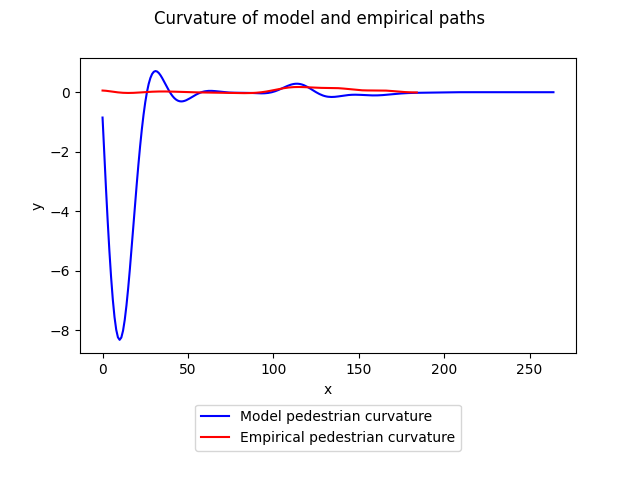 Curvature of model and empirical paths
0
−2
−4
−6
−8
y
0 50 100 150 200 250
x
Model pedestrian curvature
Empirical pedestrian curvature